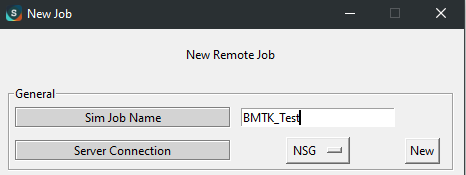 New Job
New Remote Job
General
Sim Job Name BMTK_Test
Server Connection NSG New